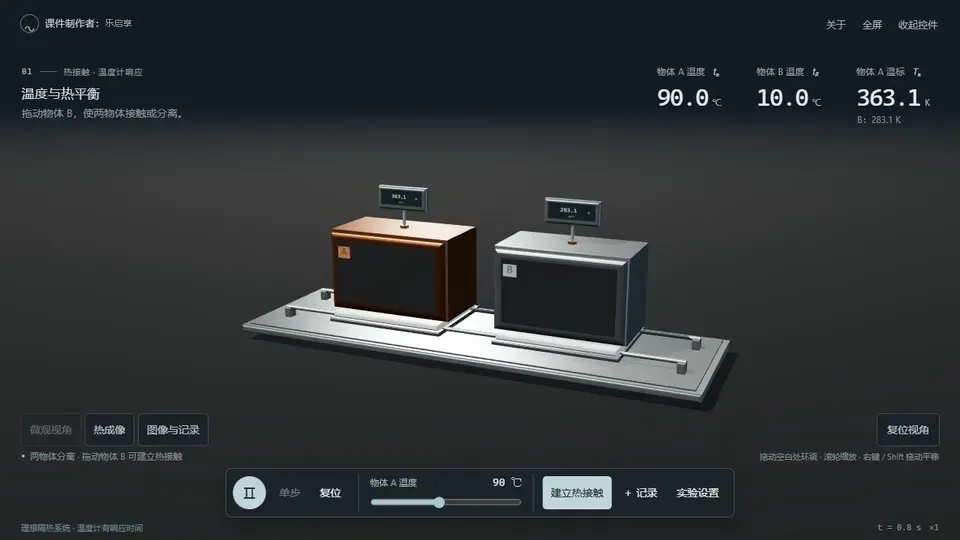 课件制作者：乐启享
关于 全屏 收起控件
01 —— 热接触 · 温度计响应
温度与热平衡
拖动物体 B，使两物体接触或分离。
物体 A 温度 tₐ
90.0 ℃
物体 B 温度
10.0 ℃
物体 A 温标 Tₐ
363.1 K
B: 283.1 K
363.1
283.1
A
B
微观视角 热成像 图像与记录
• 两物体分离 · 拖动物体 B 可建立热接触
复位视角
拖动空白处环绕 · 滚轮缩放 · 右键 / Shift 拖动平移
单步 复位
物体 A 温度 90 ℃
建立热接触 + 记录 实验设置
理想隔热系统 · 温度计有响应时间
t = 0.8 s ×1